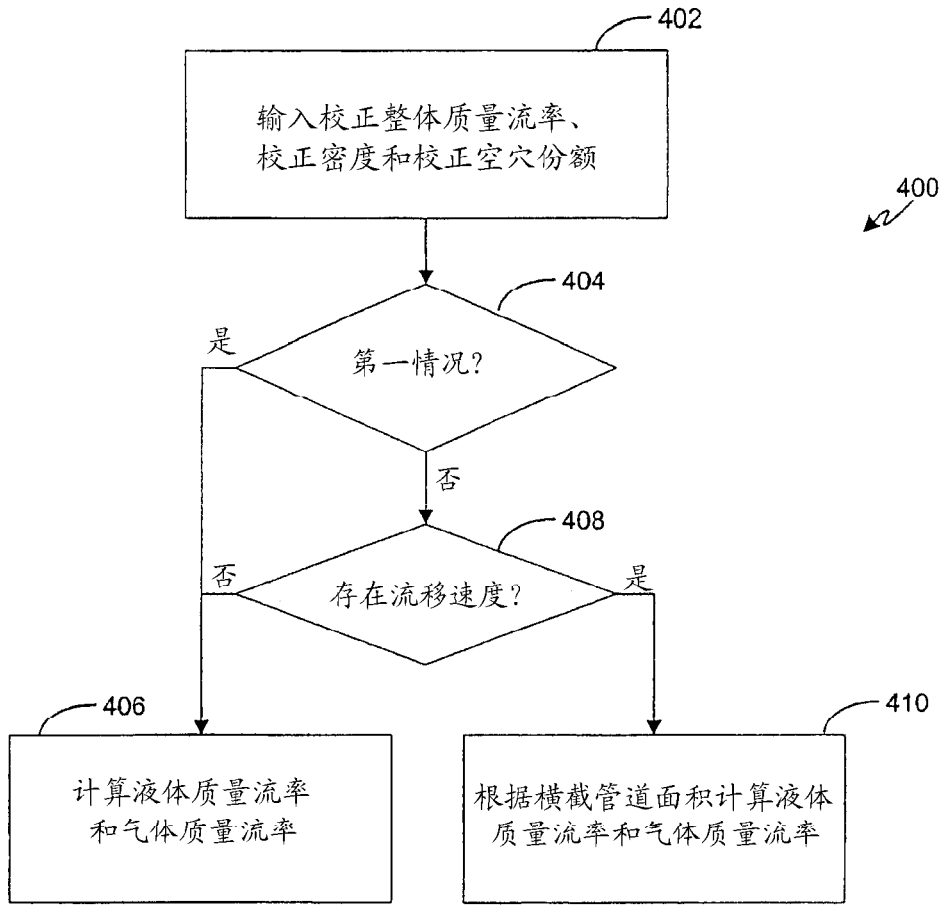 402
输入校正整体质量流率、
校正密度和校正空穴份额
400
404
是
第一情况?
否
408
否
存在流移速度?
是
406
410
计算液体质量流率
和气体质量流率
根据横截管道面积计算液体
质量流率和气体质量流率